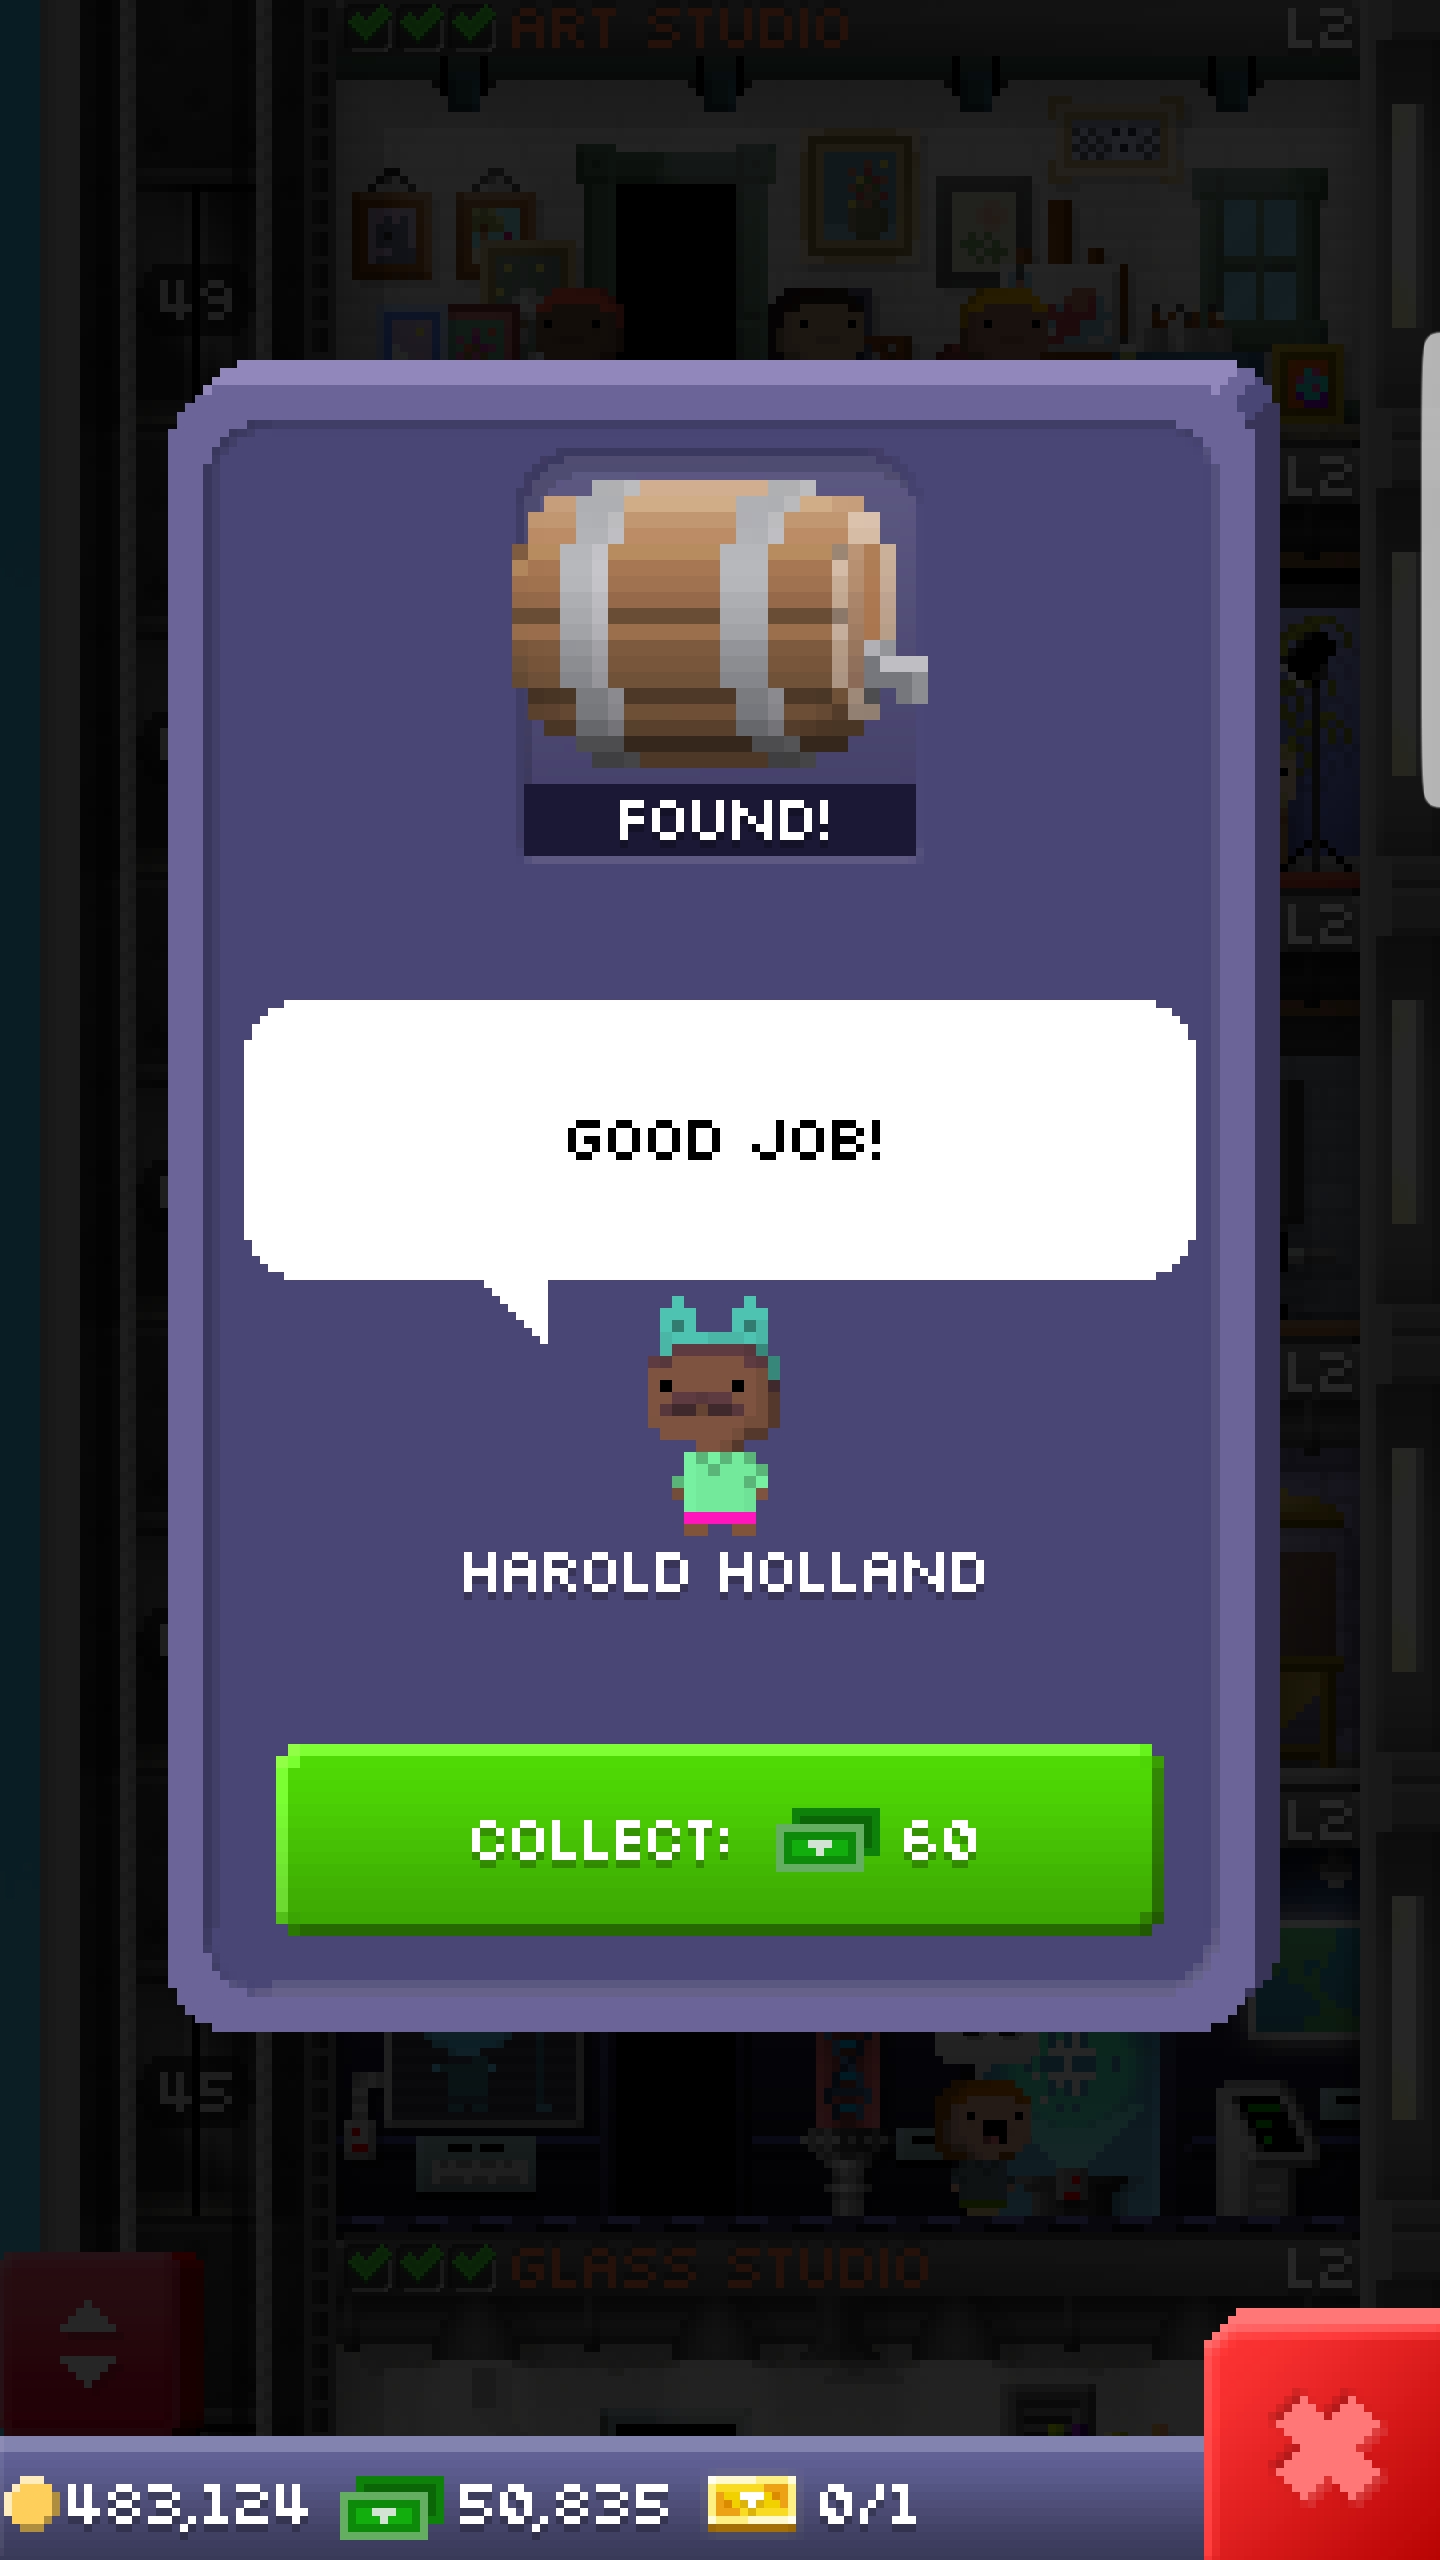 ART STUDIO L2
49
L2
FOUND!
L2
GOOD JOB!
L2
HAROLD HOLLAND
COLLECT: 60
L2
45
GLASS STUDIO L2
483,124 50,835 0/1